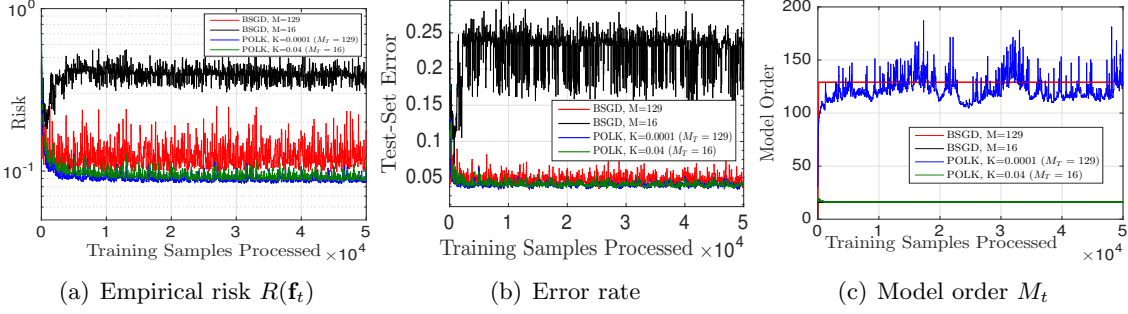 10^0
10^-1
Risk
BSGD, M=129
BSGD, M=16
POLK, K=0.0001 (M_T = 129)
POLK, K=0.04 (M_T = 16)
0 1 2 3 4 5
Training Samples Processed
×10^4
(a) Empirical risk R(f_t)
0.25
0.2
0.15
0.1
0.05
Test-Set Error
BSGD, M=129
BSGD, M=16
POLK, K=0.0001 (M_T = 129)
POLK, K=0.04 (M_T = 16)
0 1 2 3 4 5
Training Samples Processed
×10^4
(b) Error rate
200
150
100
50
0
Model Order
BSGD, M=129
BSGD, M=16
POLK, K=0.0001 (M_T = 129)
POLK, K=0.04 (M_T = 16)
0 1 2 3 4 5
Training Samples Processed
×10^4
(c) Model order M_t